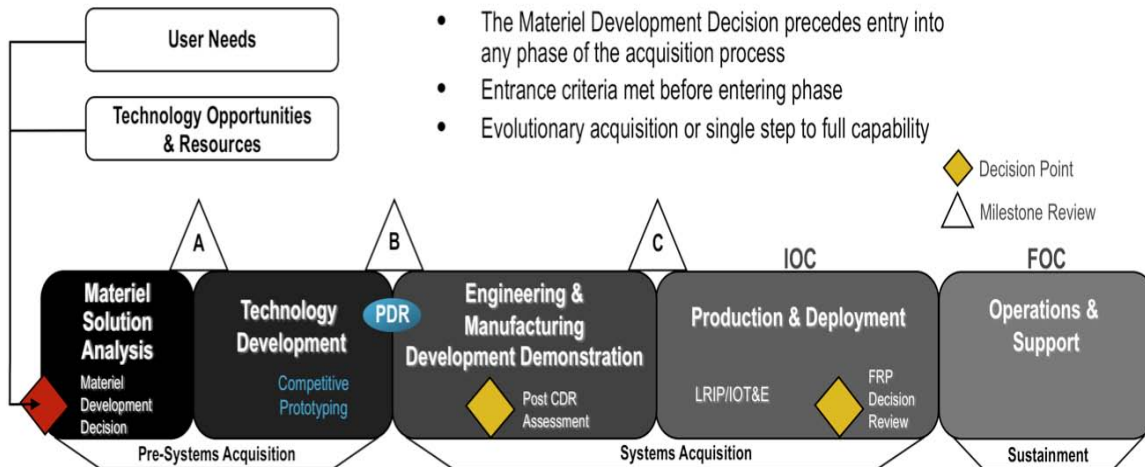 User Needs
Technology Opportunities
& Resources
• The Materiel Development Decision precedes entry into
any phase of the acquisition process
• Entrance criteria met before entering phase
• Evolutionary acquisition or single step to full capability
Decision Point
Milestone Review
A
B
C
IOC
FOC
Materiel
Solution
Analysis
Materiel
Development
Decision
Technology
Development
Competitive
Prototyping
PDR
Engineering &
Manufacturing
Development Demonstration
Post CDR
Assessment
Production & Deployment
LRIP/IOT&E
FRP
Decision
Review
Operations &
Support
Pre-Systems Acquisition
Systems Acquisition
Sustainment